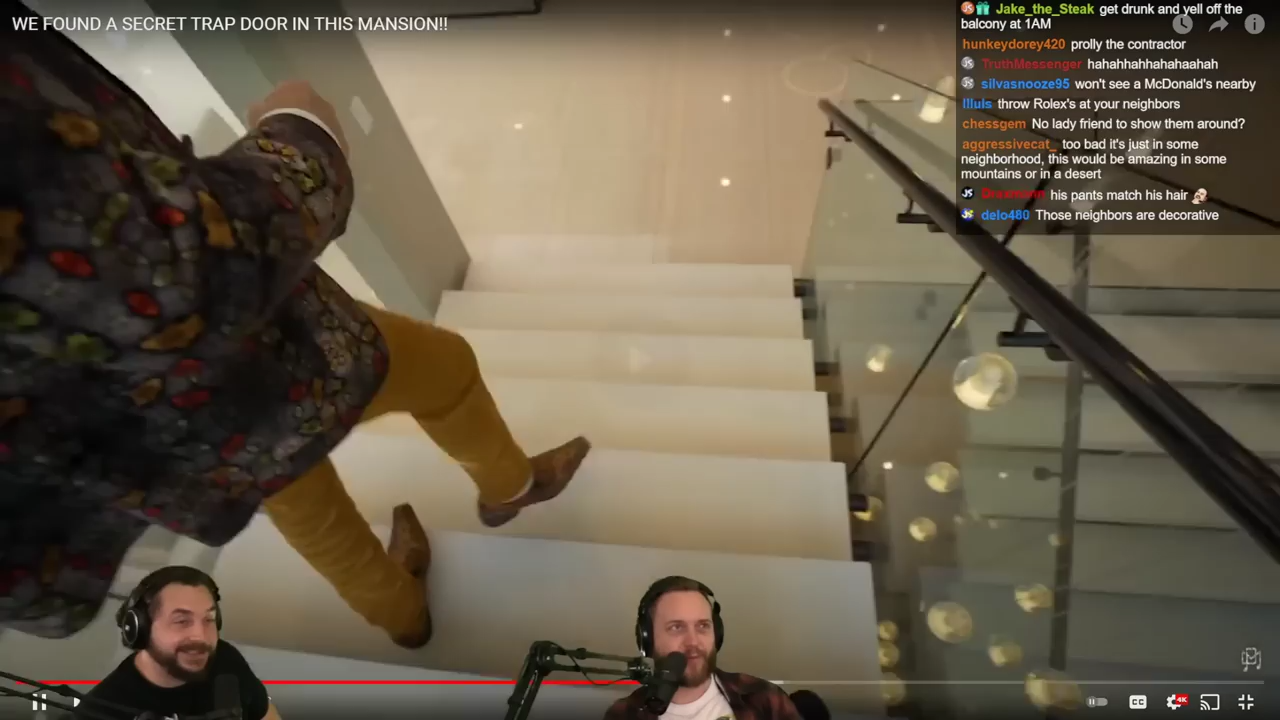 WE FOUND A SECRET TRAP DOOR IN THIS MANSION!!
Jake_the_Steak get drunk and yell off the
balcony at 1AM
hunkeydorey420 prolly the contractor
TruthMessenger hahahhahhahahaahah
silvasnooze95 won't see a McDonald's nearby
Illuls throw Rolex's at your neighbors
chessgem No lady friend to show them around?
aggressivecat_ too bad it's just in some
neighborhood, this would be amazing in some
mountains or in a desert
his pants match his hair
delo480 Those neighbors are decorative
CC
4K